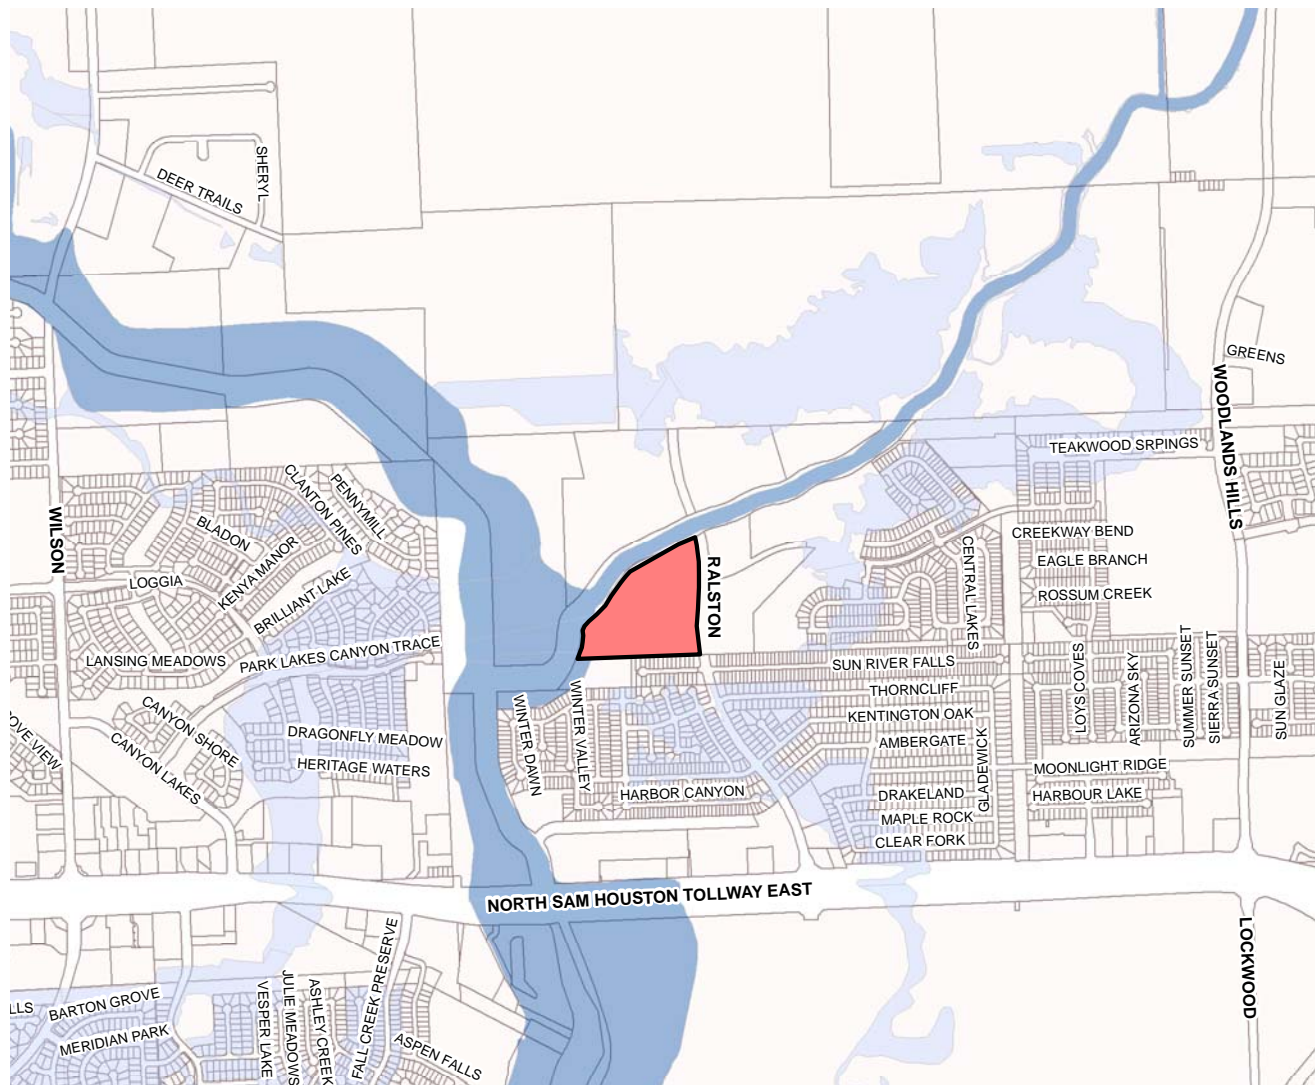 SHERYL
DEER TRAILS
GREENS
WOODLANDS HILLS
TEAKWOOD SRPINGS
PENNYMILL
CLANTON PINES
WILSON
BLADON
KENYA MANOR
CREEKWAY BEND
EAGLE BRANCH
CENTRAL LAKES
LOGGIA
BRILLIANT LAKE
RALSTON
ROSSUM CREEK
LANSING MEADOWS
PARK LAKES CANYON TRACE
SUN RIVER FALLS
THORNCLIFF
LOYS COVES
ARIZONA SKY
SUMMER SUNSET
SIERRA SUNSET
SUN GLAZE
WINTER DAWN
WINTER VALLEY
KENTINGTON OAK
CANYON SHORE
OVE VIEW
CANYON LAKES
DRAGONFLY MEADOW
AMBERGATE
GLADEWICK
HERITAGE WATERS
MOONLIGHT RIDGE
HARBOR CANYON
DRAKELAND
HARBOUR LAKE
MAPLE ROCK
CLEAR FORK
NORTH SAM HOUSTON TOLLWAY EAST
LOCKWOOD
LLS
BARTON GROVE
MERIDIAN PARK
VESPER LAKE
JULIE MEADOWS
ASHLEY CREEK
FALL CREEK PRESERVE
ASPEN FALLS